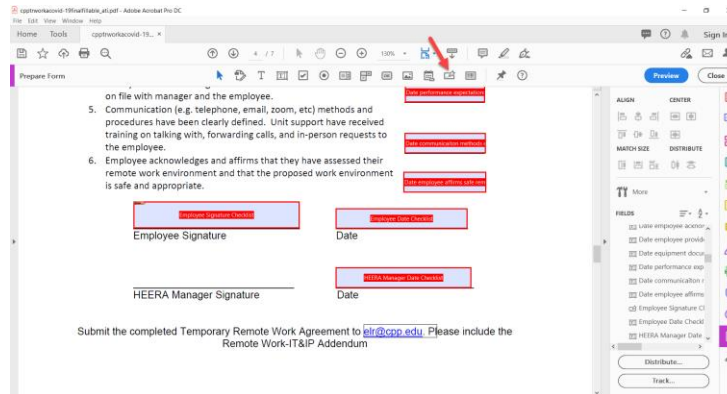 cpptrworkacovid-19finalfillable_ati.pdf - Adobe Acrobat Pro DC
File Edit View Window Help
Home Tools cpptrworkacovid-19... × Sign In
4 / 7 130%
Prepare Form Preview Close
on file with manager and the employee.
Date performance expectation
5. Communication (e.g. telephone, email, zoom, etc) methods and
procedures have been clearly defined. Unit support have received
training on talking with, forwarding calls, and in-person requests to
the employee.
Date communication methods
6. Employee acknowledges and affirms that they have assessed their
remote work environment and that the proposed work environment
is safe and appropriate.
Date employee affirms safe rem
Employee Signature Checklist Employee Date Checklist
Employee Signature Date
HEERA Manager Date Checklist
HEERA Manager Signature Date
Submit the completed Temporary Remote Work Agreement to elr@cpp.edu. Please include the
Remote Work-IT&IP Addendum
ALIGN CENTER
MATCH SIZE DISTRIBUTE
More
FIELDS
Date employee acknow
Date employee provide
Date equipment docu
Date performance exp
Date communicaiton
Date employee affirms
Employee Signature Cl
Employee Date Checkl
HEERA Manager Date
Distribute...
Track...